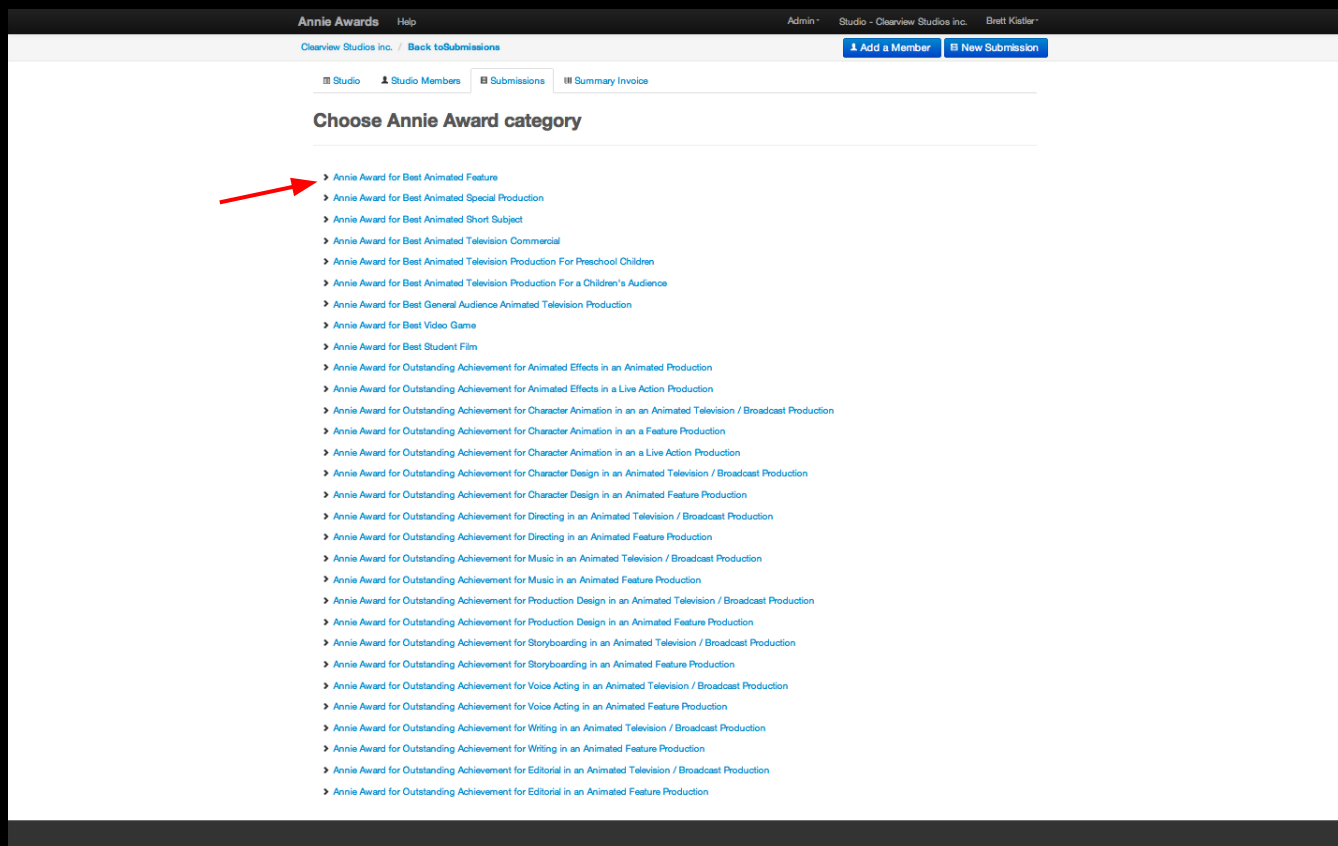 Annie Awards Help Admin Studio - Clearview Studios inc. Brett Kistler
Clearview Studios inc. / Back toSubmissions Add a Member New Submission
Studio Studio Members Submissions Summary Invoice
Choose Annie Award category
Annie Award for Best Animated Feature
Annie Award for Best Animated Special Production
Annie Award for Best Animated Short Subject
Annie Award for Best Animated Television Commercial
Annie Award for Best Animated Television Production For Preschool Children
Annie Award for Best Animated Television Production For a Children's Audience
Annie Award for Best General Audience Animated Television Production
Annie Award for Best Video Game
Annie Award for Best Student Film
Annie Award for Outstanding Achievement for Animated Effects in an Animated Production
Annie Award for Outstanding Achievement for Animated Effects in a Live Action Production
Annie Award for Outstanding Achievement for Character Animation in an an Animated Television / Broadcast Production
Annie Award for Outstanding Achievement for Character Animation in an a Feature Production
Annie Award for Outstanding Achievement for Character Animation in an a Live Action Production
Annie Award for Outstanding Achievement for Character Design in an Animated Television / Broadcast Production
Annie Award for Outstanding Achievement for Character Design in an Animated Feature Production
Annie Award for Outstanding Achievement for Directing in an Animated Television / Broadcast Production
Annie Award for Outstanding Achievement for Directing in an Animated Feature Production
Annie Award for Outstanding Achievement for Music in an Animated Television / Broadcast Production
Annie Award for Outstanding Achievement for Music in an Animated Feature Production
Annie Award for Outstanding Achievement for Production Design in an Animated Television / Broadcast Production
Annie Award for Outstanding Achievement for Production Design in an Animated Feature Production
Annie Award for Outstanding Achievement for Storyboarding in an Animated Television / Broadcast Production
Annie Award for Outstanding Achievement for Storyboarding in an Animated Feature Production
Annie Award for Outstanding Achievement for Voice Acting in an Animated Television / Broadcast Production
Annie Award for Outstanding Achievement for Voice Acting in an Animated Feature Production
Annie Award for Outstanding Achievement for Writing in an Animated Television / Broadcast Production
Annie Award for Outstanding Achievement for Writing in an Animated Feature Production
Annie Award for Outstanding Achievement for Editorial in an Animated Television / Broadcast Production
Annie Award for Outstanding Achievement for Editorial in an Animated Feature Production